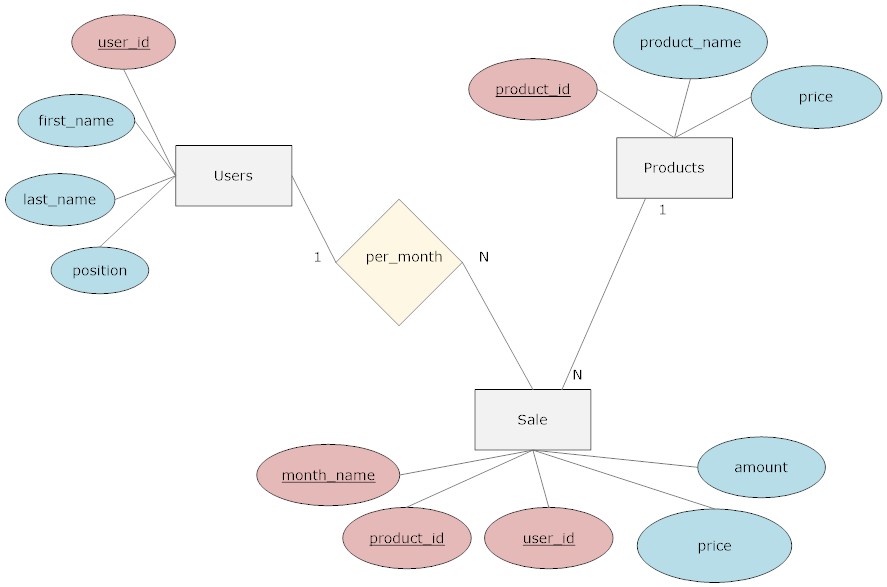 user_id
product_name
product_id
price
first_name
Users
Products
last_name
1
per_month
1
N
position
N
Sale
month_name
amount
product_id
user_id
price